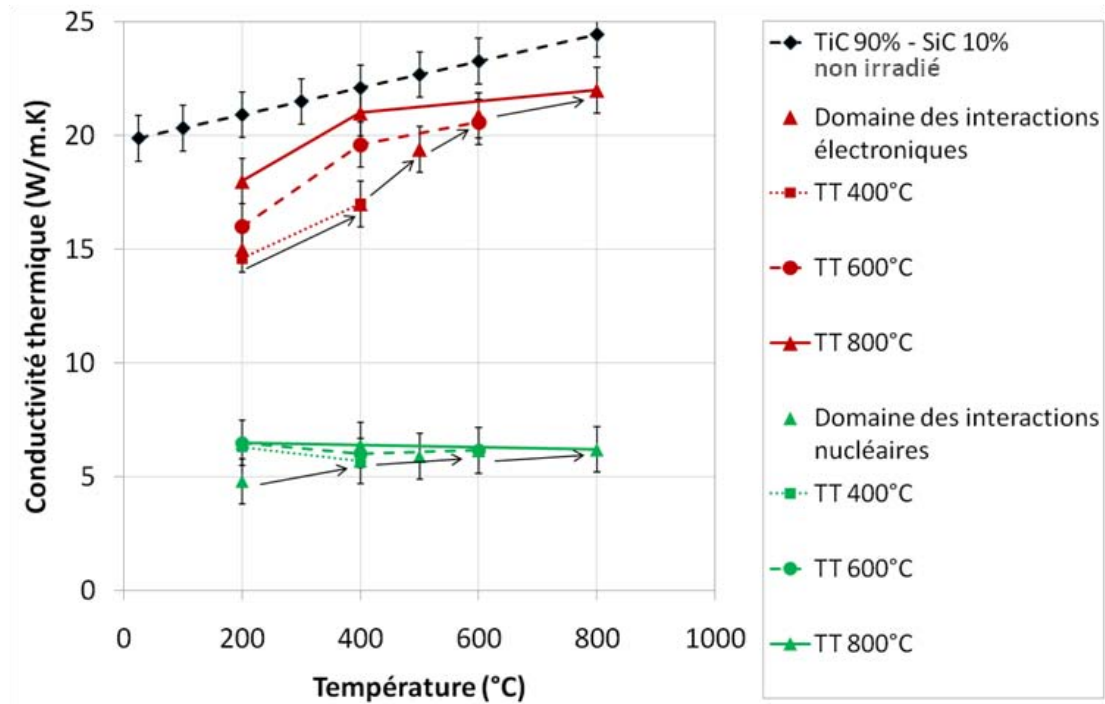 25
20
15
10
5
0
Conductivité thermique (W/m.K)
0 200 400 600 800 1000
Température (°C)
TiC 90% - SiC 10%
non irradié
Domaine des interactions
électroniques
TT 400°C
TT 600°C
TT 800°C
Domaine des interactions
nucléaires
TT 400°C
TT 600°C
TT 800°C